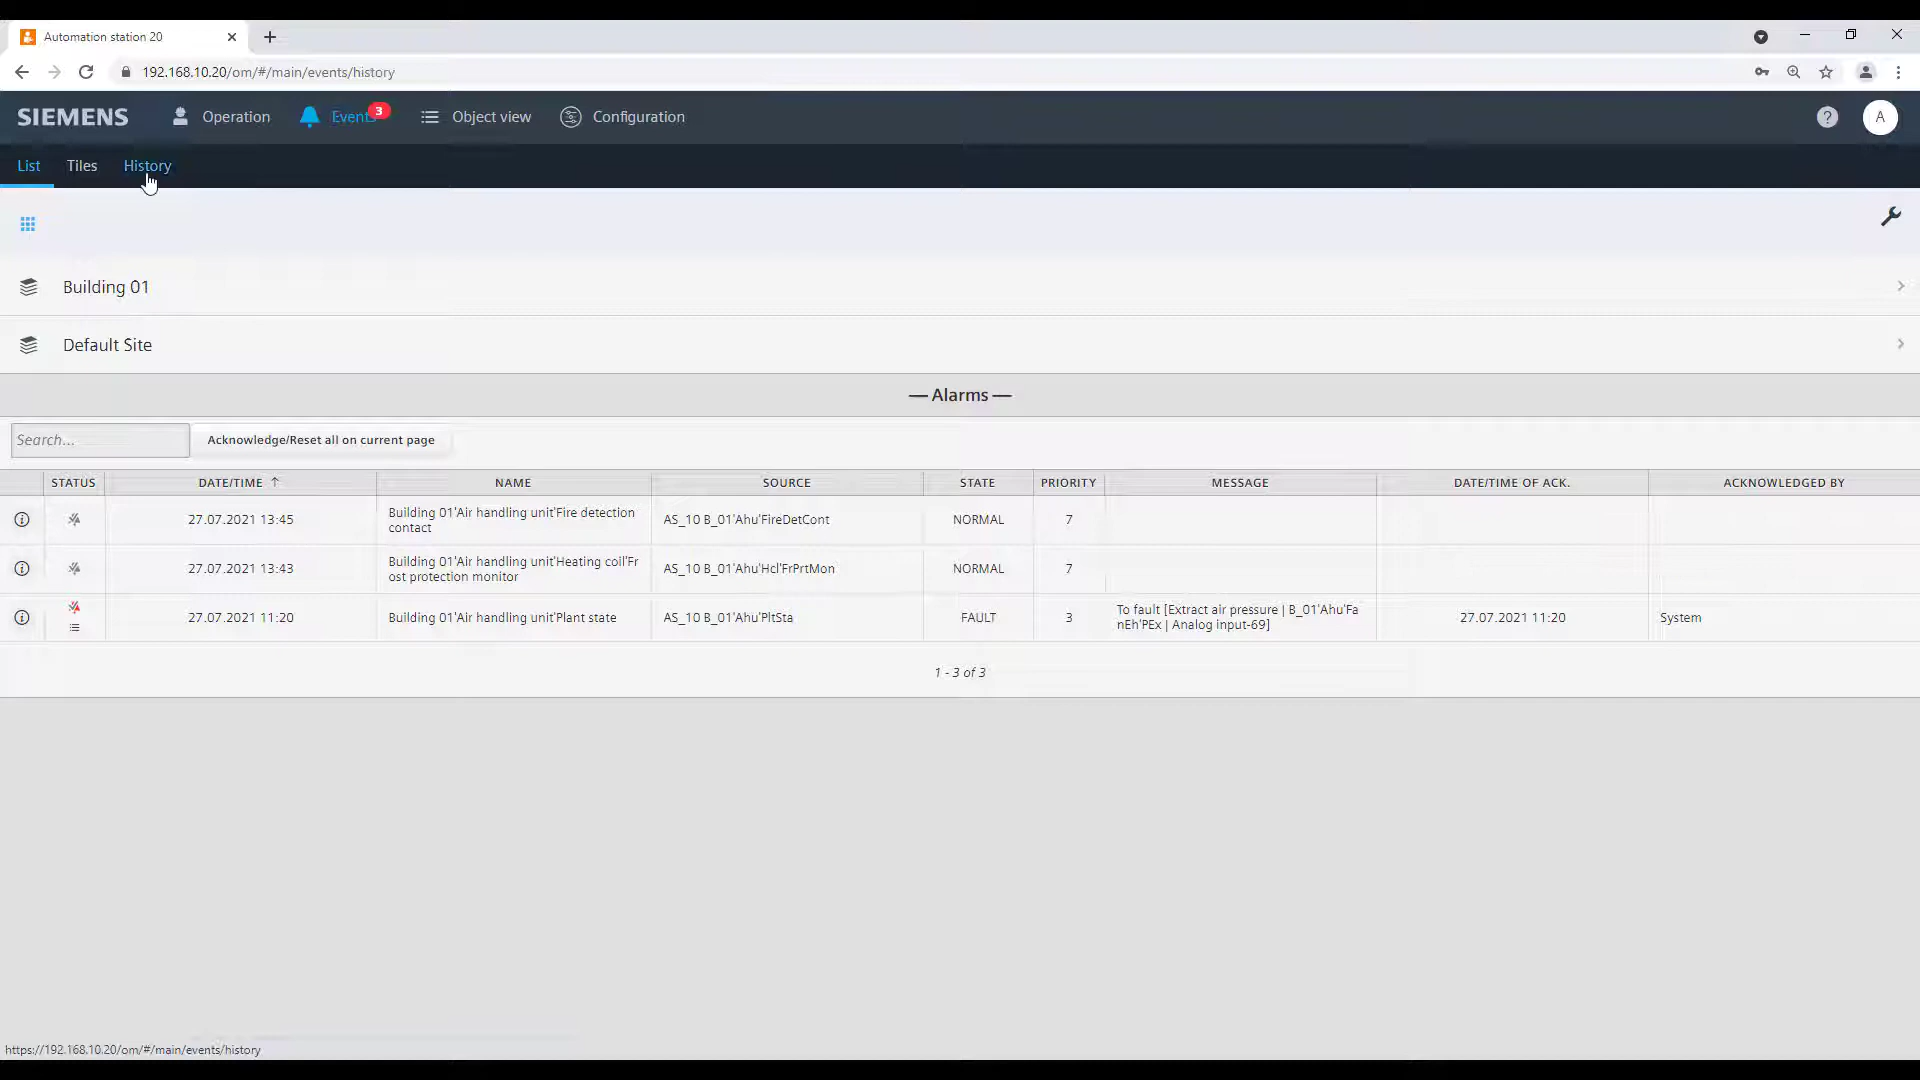 Automation station 20
192.168.10.20/om/#/main/events/history
SIEMENS Operation Events 3 Object view Configuration ? A
List Tiles History
Building 01
Default Site
— Alarms —
Search... Acknowledge/Reset all on current page
STATUS DATE/TIME ↑ NAME SOURCE STATE PRIORITY MESSAGE DATE/TIME OF ACK. ACKNOWLEDGED BY
27.07.2021 13:45 Building 01'Air handling unit'Fire detection AS_10 B_01'Ahu'FireDetCont NORMAL 7
contact
27.07.2021 13:43 Building 01'Air handling unit'Heating coil'Fr AS_10 B_01'Ahu'Hcl'FrPrtMon NORMAL 7
ost protection monitor
27.07.2021 11:20 Building 01'Air handling unit'Plant state AS_10 B_01'Ahu'PltSta FAULT 3 To fault [Extract air pressure | B_01'Ahu'Fa 27.07.2021 11:20 System
nEh'PEx | Analog input-69]
1 - 3 of 3
https://192.168.10.20/om/#/main/events/history